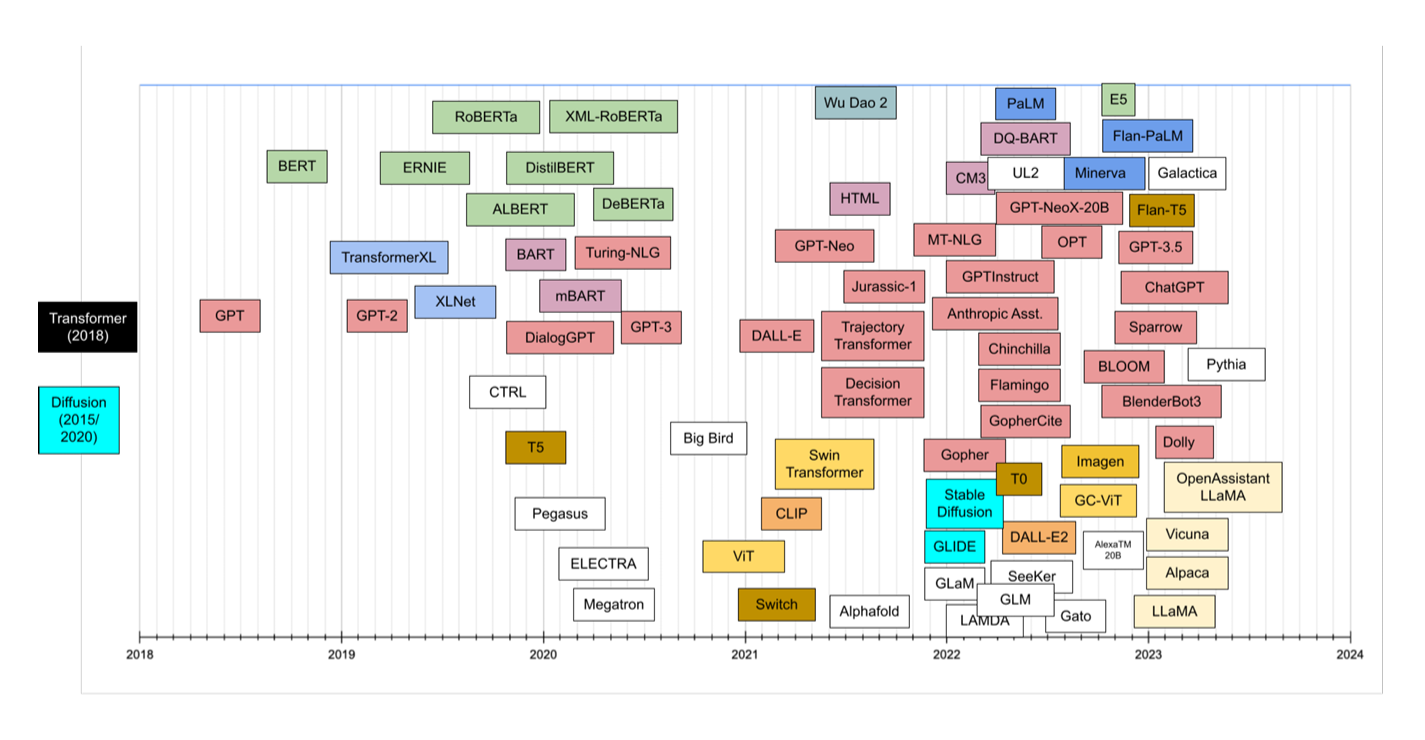 Wu Dao 2
PaLM
E5
RoBERTa
XML-RoBERTa
DQ-BART
Flan-PaLM
BERT
ERNIE
DistilBERT
CM3
UL2
Minerva
Galactica
ALBERT
DeBERTa
HTML
GPT-NeoX-20B
Flan-T5
TransformerXL
BART
Turing-NLG
GPT-Neo
MT-NLG
OPT
GPT-3.5
Jurassic-1
GPTInstruct
ChatGPT
XLNet
mBART
GPT
GPT-2
DialogGPT
GPT-3
DALL-E
Trajectory
Transformer
Anthropic Asst.
Sparrow
Transformer
(2018)
Chinchilla
BLOOM
Pythia
Diffusion
(2015/
2020)
CTRL
Decision
Transformer
Flamingo
BlenderBot3
GopherCite
T5
Big Bird
Swin
Transformer
Gopher
T0
Imagen
Dolly
OpenAssistant
LLaMA
Pegasus
CLIP
Stable
Diffusion
GC-ViT
DALL-E2
AlexaTM
20B
Vicuna
ELECTRA
ViT
GLIDE
Alpaca
GLaM
SeeKer
Megatron
Switch
Alphafold
GLM
LAMDA
Gato
LLaMA
2018
2019
2020
2021
2022
2023
2024